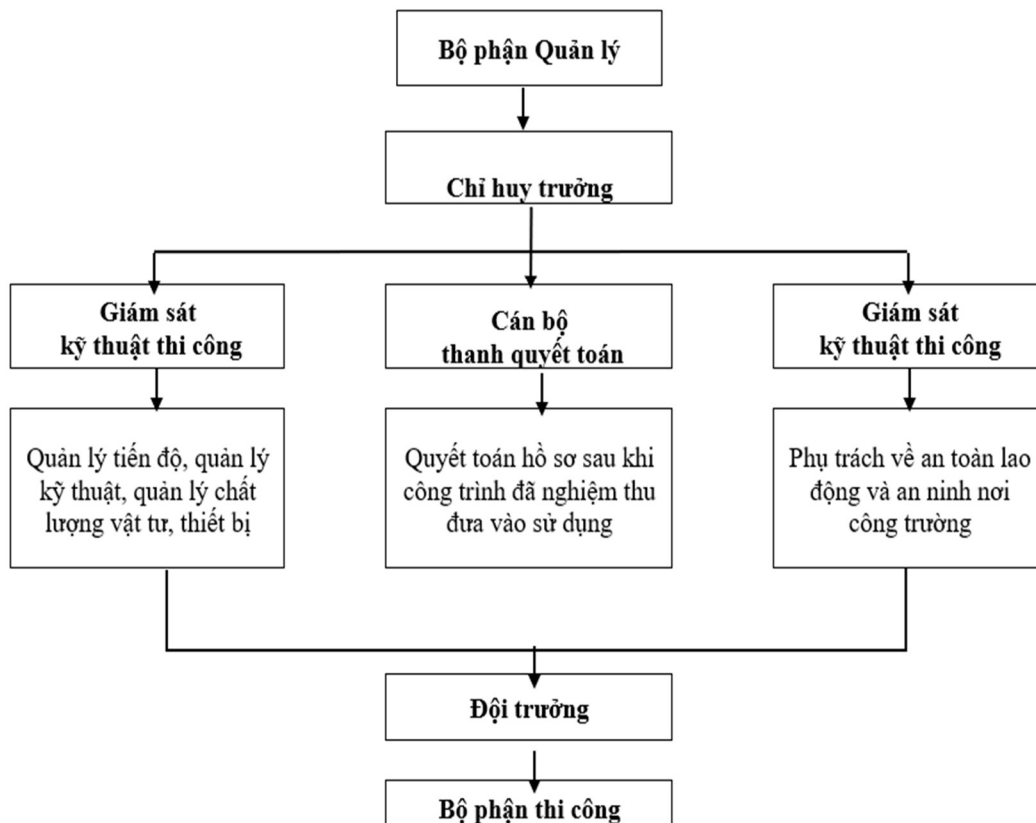 Bộ phận Quản lý
Chỉ huy trưởng
Giám sát
kỹ thuật thi công
Cán bộ
thanh quyết toán
Giám sát
kỹ thuật thi công
Quản lý tiến độ, quản lý
kỹ thuật, quản lý chất
lượng vật tư, thiết bị
Quyết toán hồ sơ sau khi
công trình đã nghiệm thu
đưa vào sử dụng
Phụ trách về an toàn lao
động và an ninh nơi
công trường
Đội trưởng
Bộ phận thi công